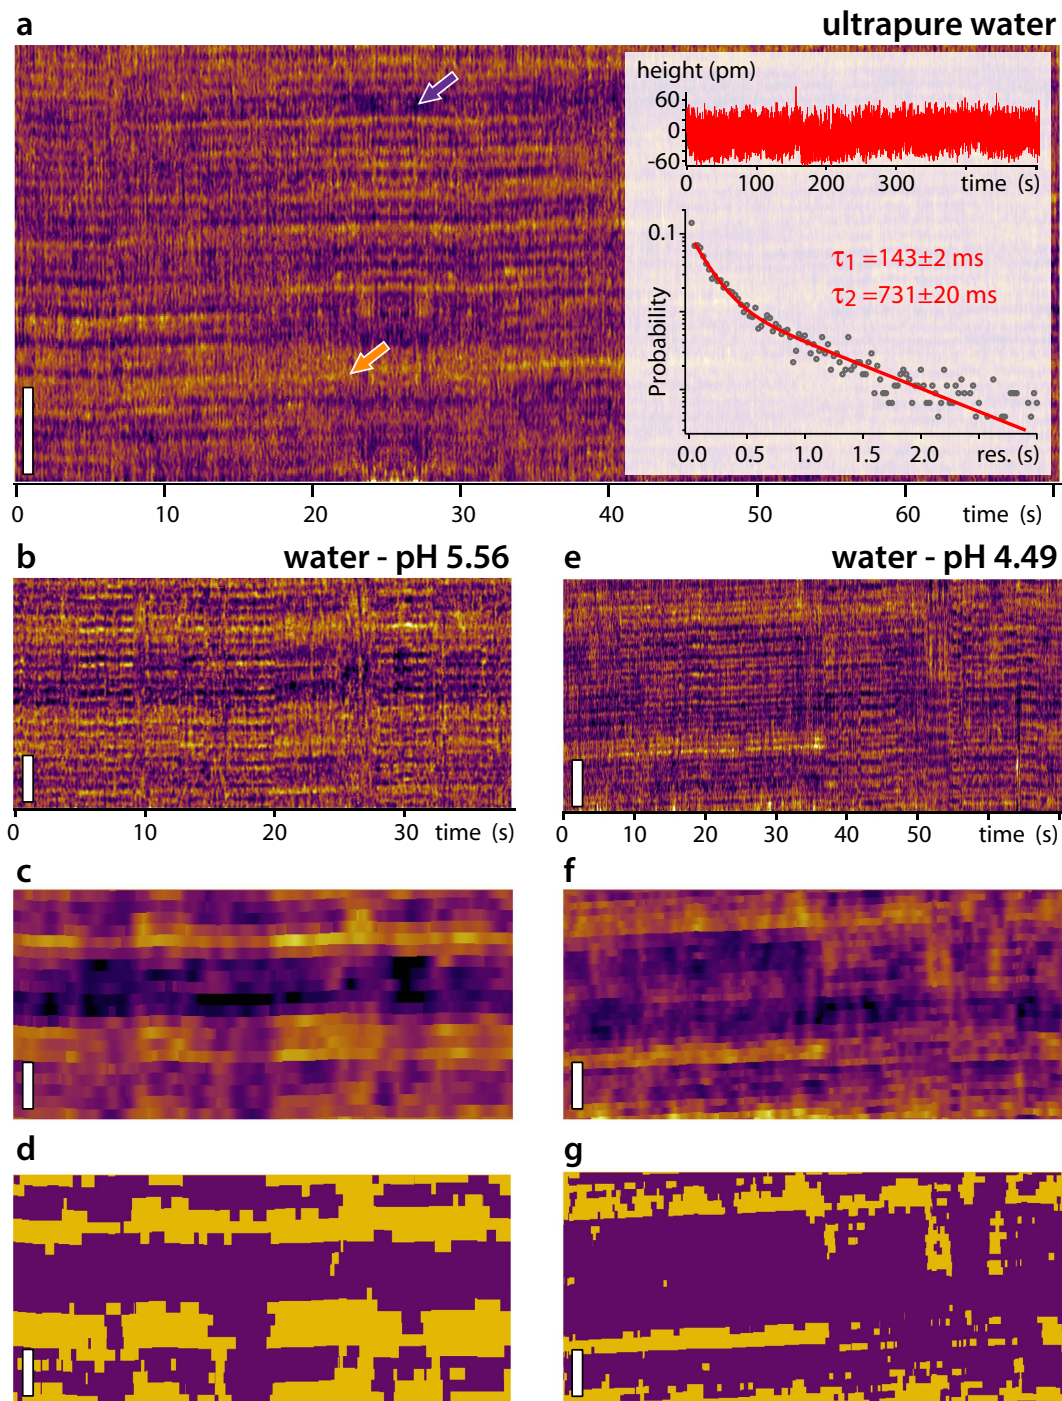 a
ultrapure water
height (pm)
60
0
-60
0 100 200 300 time (s)
0.1
τ1 =143±2 ms
τ2 =731±20 ms
Probability
0.0 0.5 1.0 1.5 2.0 res. (s)
0 10 20 30 40 50 60 time (s)
b water - pH 5.56
e water - pH 4.49
0 10 20 30 time (s)
0 10 20 30 40 50 time (s)
c
f
d
g